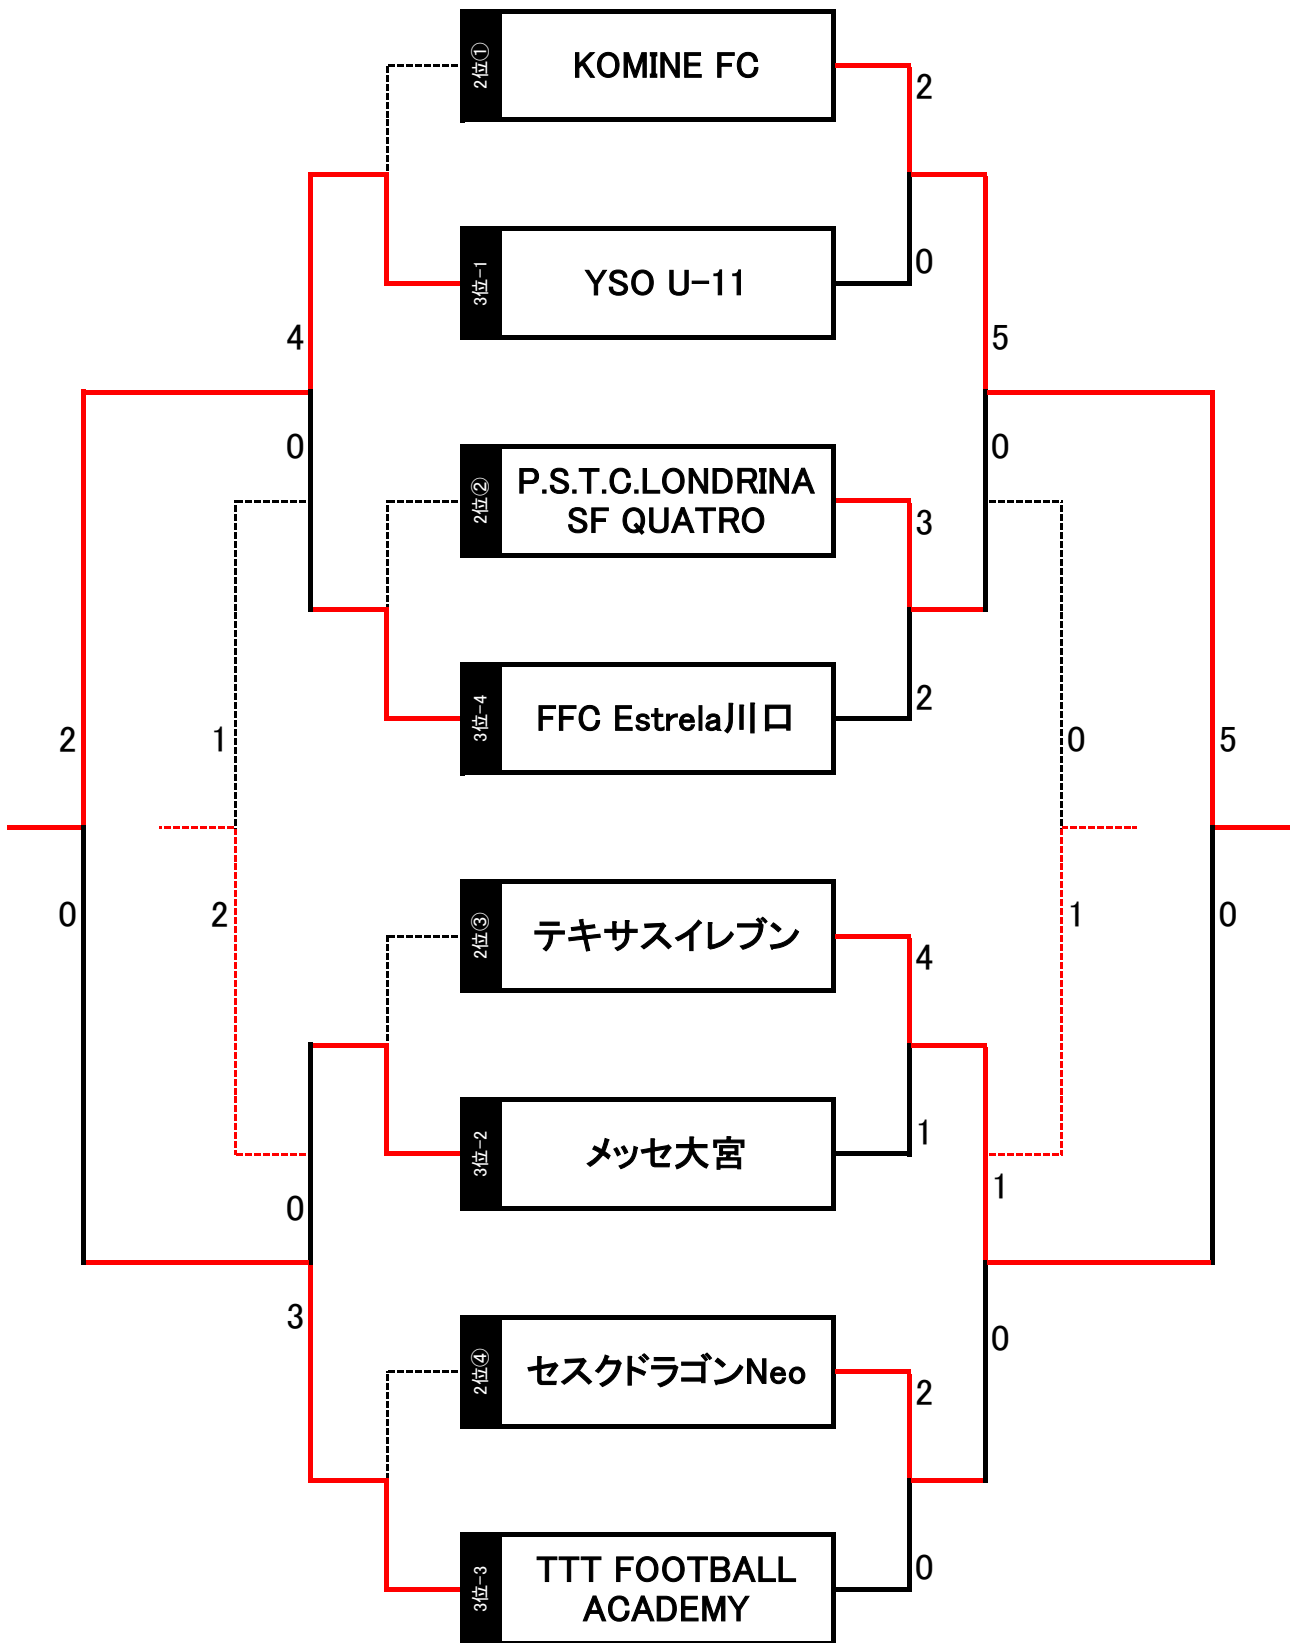 2位①
KOMINE FC
2
3位-1
YSO U-11
0
4
5
0
0
2位②
P.S.T.C.LONDRINA
SF QUATRO
3
3位-4
FFC Estrela川口
2
2
1
0
5
0
2
1
0
2位③
テキサスイレブン
4
3位-2
メッセ大宮
1
0
1
3
0
2位④
セスクドラゴンNeo
2
3位-3
TTT FOOTBALL
ACADEMY
0